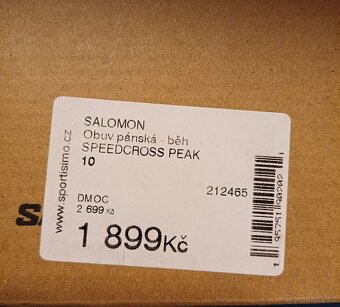 SALOMON
Obuv pánská - běh
SPEEDCROSS PEAK
10
212465
DMOC
2 699 Kč
1 899Kč
www.sportisimo.cz